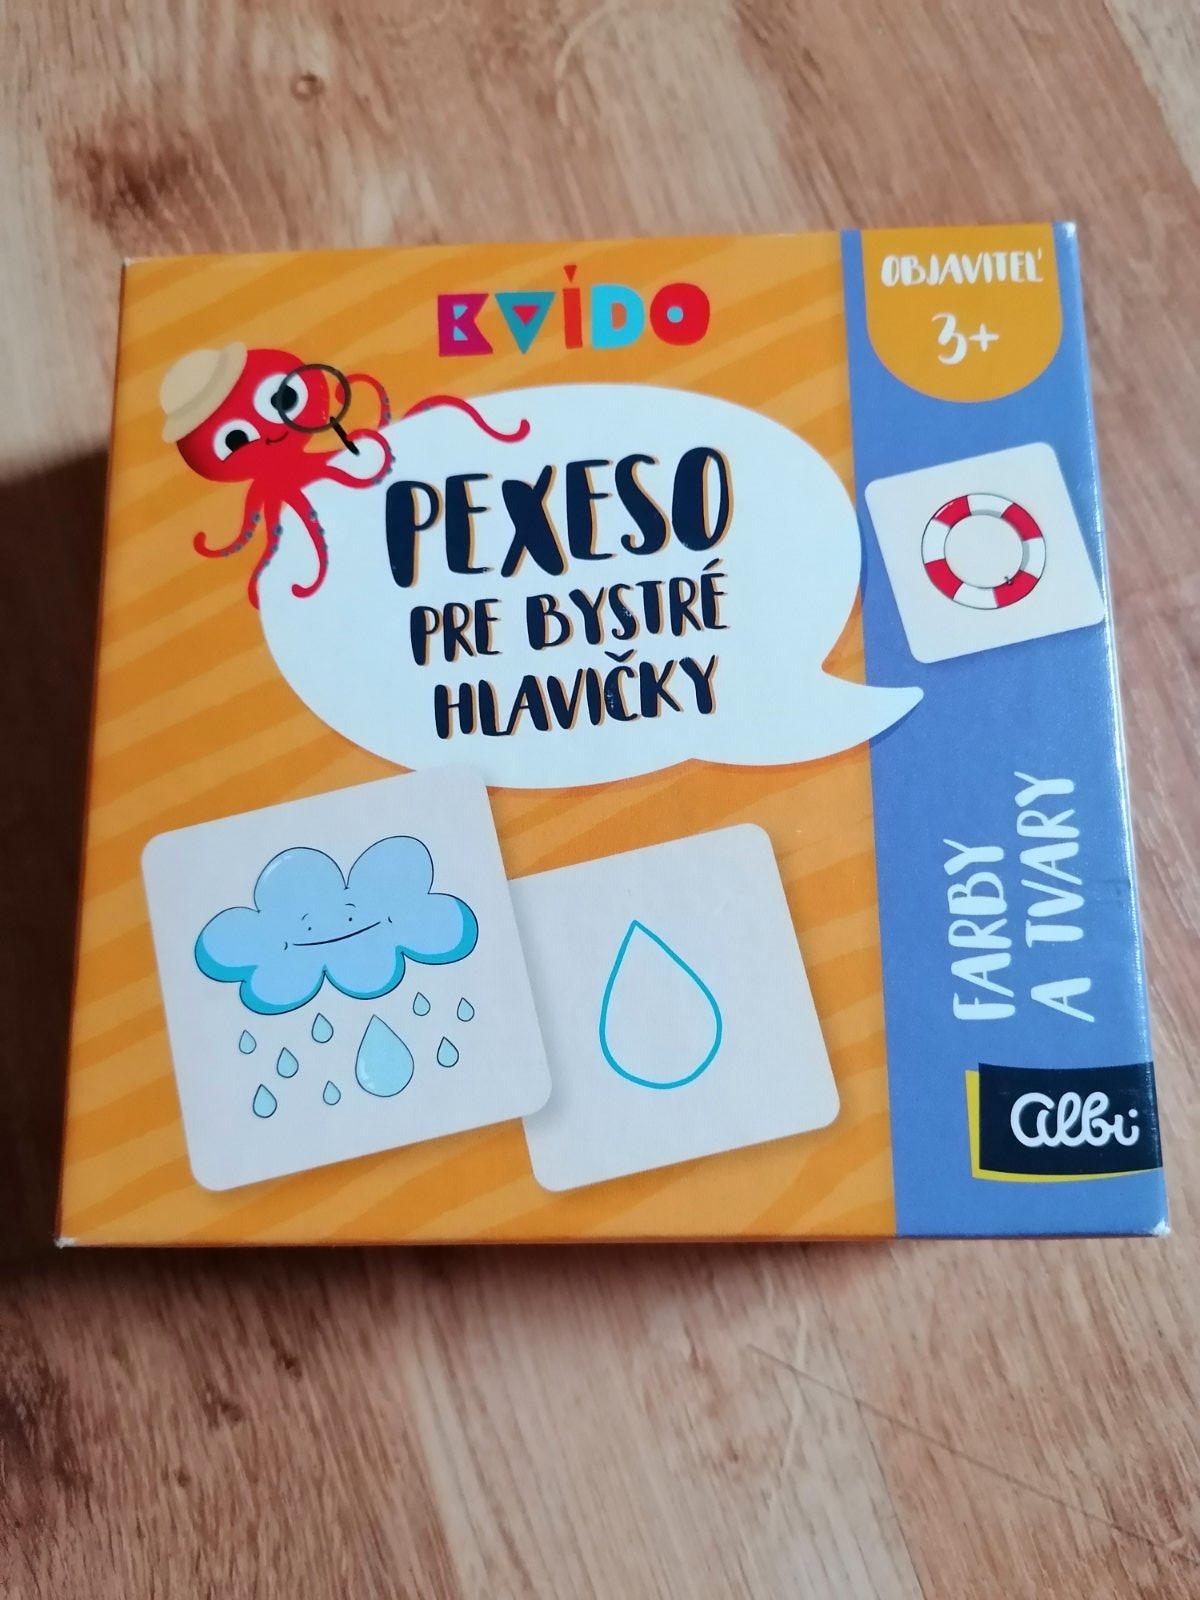 KVÍDO
OBJAVITEĽ
3+
PEXESO
PRE BYSTRÉ
HLAVIČKY
FARBY
A TVARY
albi